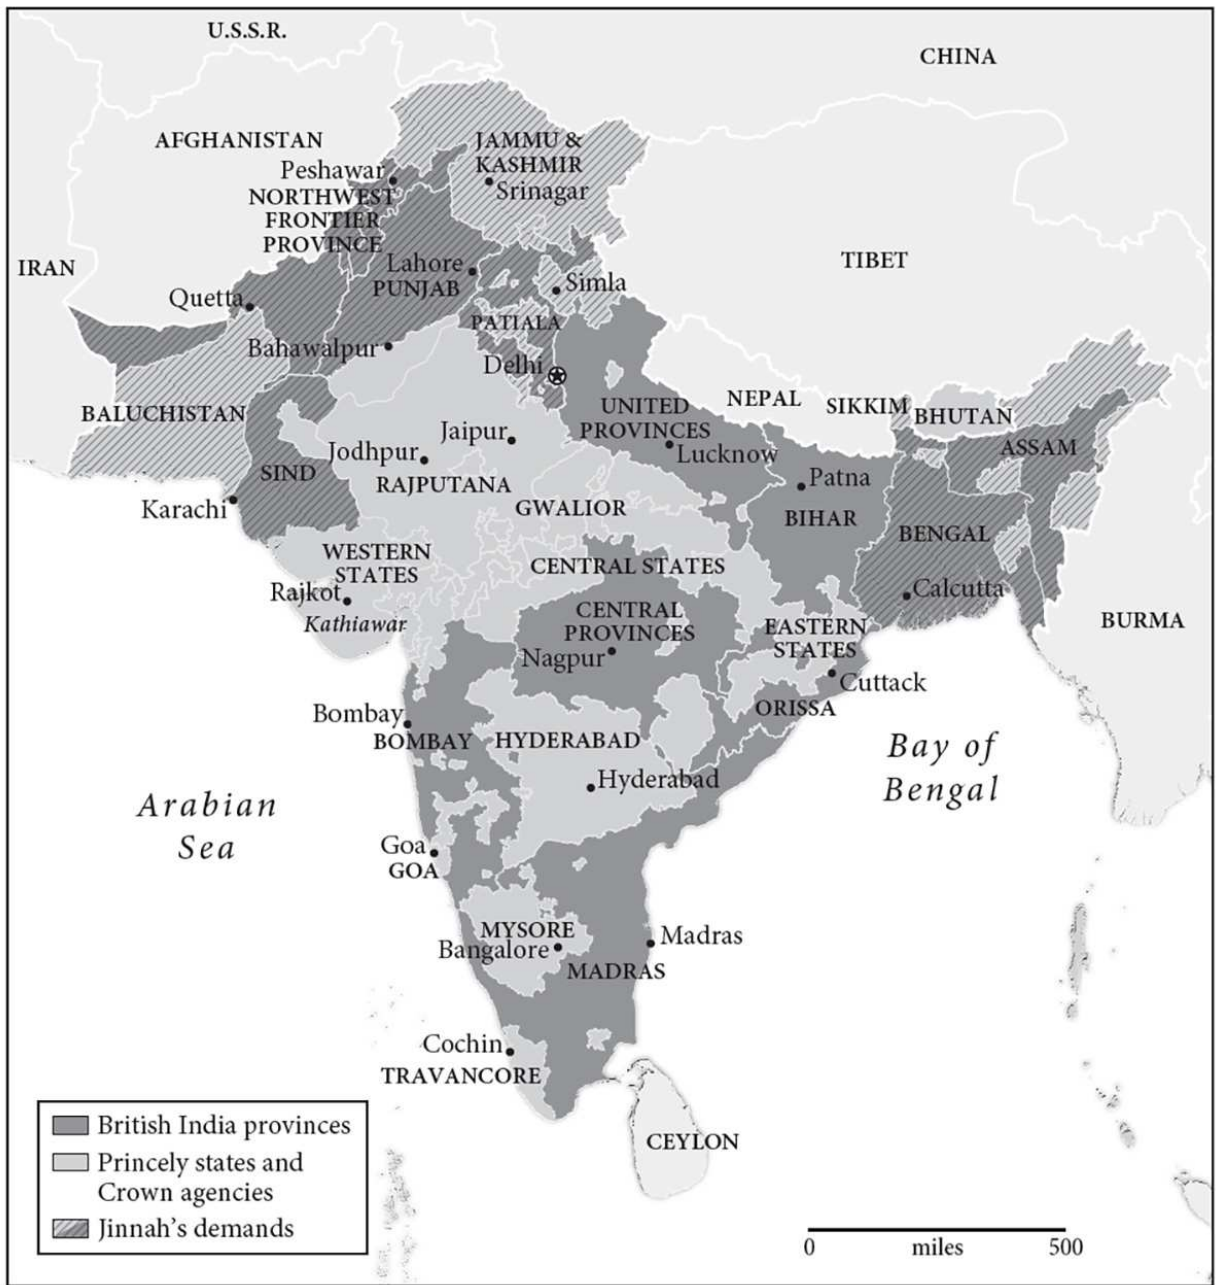 U.S.S.R.
CHINA
AFGHANISTAN
JAMMU &
KASHMIR
Peshawar
Srinagar
NORTHWEST
FRONTIER
PROVINCE
IRAN
TIBET
Lahore
PUNJAB
Simla
Quetta
PATIALA
Bahawalpur
Delhi
NEPAL
SIKKIM
BHUTAN
BALUCHISTAN
UNITED
PROVINCES
Jaipur
Lucknow
ASSAM
Jodhpur
SIND
RAJPUTANA
Patna
Karachi
GWALIOR
BIHAR
BENGAL
WESTERN
STATES
CENTRAL STATES
Rajkot
Calcutta
Kathiawar
CENTRAL
PROVINCES
EASTERN
STATES
BURMA
Nagpur
Cuttack
Bombay
BOMBAY
ORISSA
HYDERABAD
Hyderabad
Bay of
Bengal
Arabian
Sea
Goa
GOA
MYSORE
Bangalore
Madras
MADRAS
Cochin
TRAVANCORE
CEYLON
British India provinces
Princely states and
Crown agencies
Jinnah's demands
0 miles 500